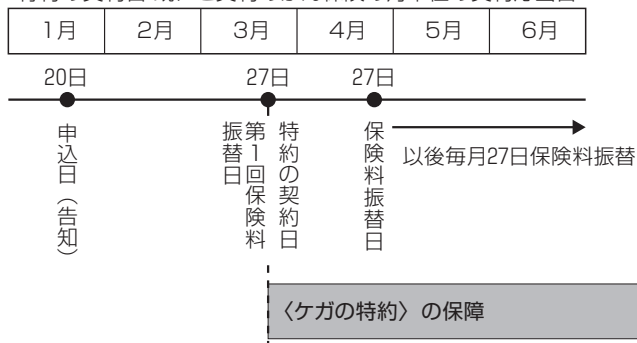 1月 2月 3月 4月 5月 6月
20日 27日 27日
申込日（告知）
第1回保険料
振替日
特約の契約日
保険料振替日
以後毎月27日保険料振替
〈ケガの特約〉の保障